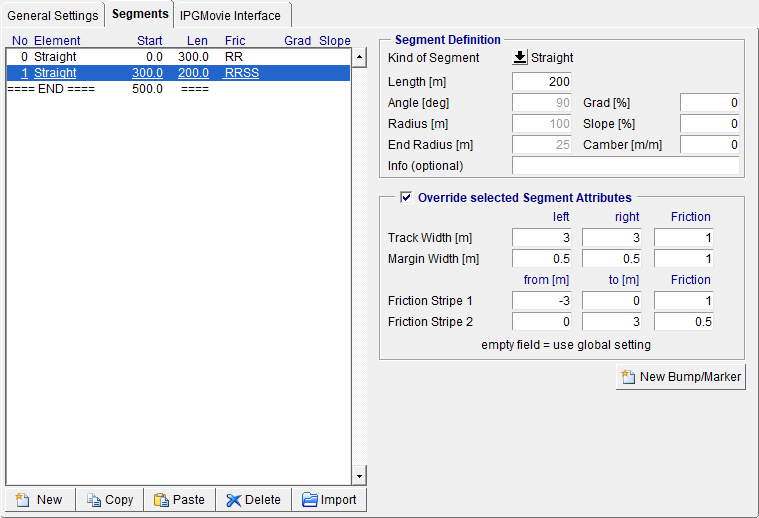 General Settings Segments IPGMovie Interface
No Element Start Len Fric Grad Slope
0 Straight 0.0 300.0 RR
1 Straight 300.0 200.0 RRSS
==== END ==== 500.0 ====
New Copy Paste Delete Import
Segment Definition
Kind of Segment Straight
Length [m] 200
Angle [deg] 90 Grad [%] 0
Radius [m] 100 Slope [%] 0
End Radius [m] 25 Camber [m/m] 0
Info (optional)
Override selected Segment Attributes
left right Friction
Track Width [m] 3 3 1
Margin Width [m] 0.5 0.5 1
from [m] to [m] Friction
Friction Stripe 1 -3 0 1
Friction Stripe 2 0 3 0.5
empty field = use global setting
New Bump/Marker